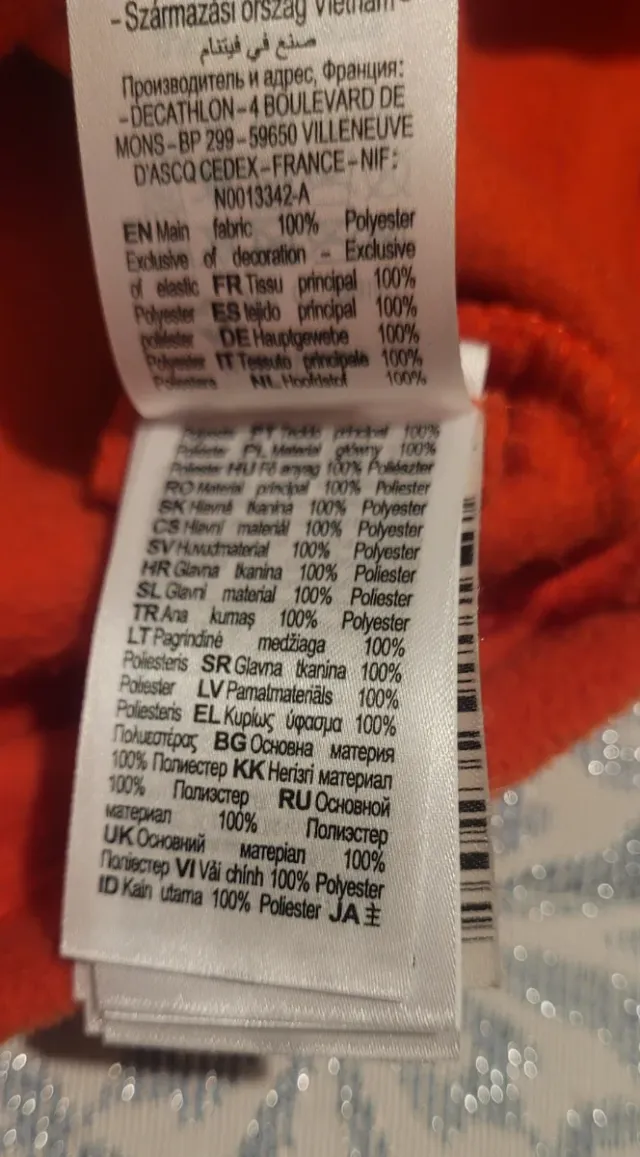 -Származási ország Vietnam-
صنع في فيتنام
Производитель и адрес, Франция:
-DECATHLON-4 BOULEVARD DE
MONS-BP 299-59650 VILLENEUVE
D'ASCQ CEDEX-FRANCE-NIF:
N0013342-A
EN Main fabric 100% Polyester
Exclusive of decoration - Exclusive
of elastic FR Tissu principal 100%
Polyester ES tejido principal 100%
poliéster DE Hauptgewebe 100%
Polyester IT Tessuto principale 100%
Poliestere NL Hoofdstof 100%
Polyester PT Tecido principal 100%
Poliéster PL Materiał główny 100%
Poliester HU Fő anyag 100% Poliészter
RO Material principal 100% Poliester
SK Hlavná tkanina 100% Polyester
CS Hlavní materiál 100% Polyester
SV Huvudmaterial 100% Polyester
HR Glavna tkanina 100% Poliester
SL Glavni material 100% Poliester
TR Ana kumaş 100% Polyester
LT Pagrindinė medžiaga 100%
Poliesteris SR Glavna tkanina 100%
Poliester LV Pamatmateriāls 100%
Poliesteris EL Κυρίως ύφασμα 100%
Πολυεστέρας BG Основна материя
100% Полиестер KK Негізгі материал
100% Полиэстер RU Основной
материал 100% Полиэстер
UK Основний матеріал 100%
Поліестер VI Vải chính 100% Polyester
ID Kain utama 100% Poliester JA 主